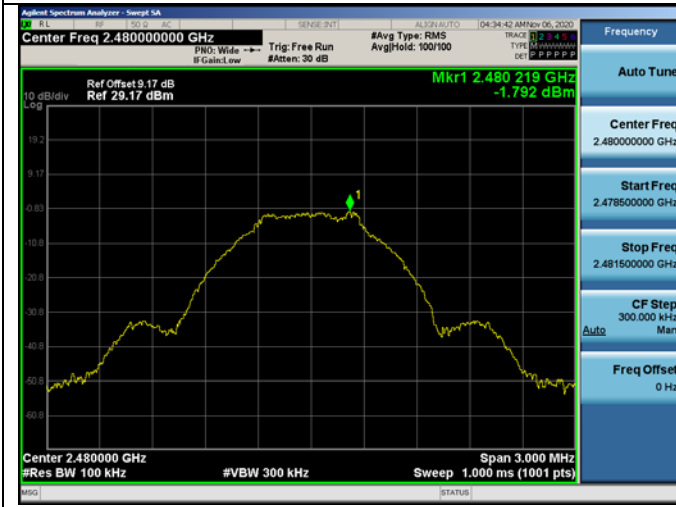 Agilent Spectrum Analyzer - Swept SA
RL RF 50 Ω AC SENSE:INT ALIGNAUTO 04:34:42 AM Nov 06, 2020
Center Freq 2.480000000 GHz
PNO: Wide
IFGain:Low
Trig: Free Run
#Atten: 30 dB
#Avg Type: RMS
Avg|Hold: 100/100
TRACE 1 2 3 4 5 6
TYPE MWWWWW
DET P P P P P P
Ref Offset 9.17 dB
10 dB/div Ref 29.17 dBm
Log
Mkr1 2.480 219 GHz
-1.792 dBm
1
19.2
9.17
-0.83
-10.8
-20.8
-30.8
-40.8
-50.8
-60.8
Center 2.480000 GHz Span 3.000 MHz
#Res BW 100 kHz #VBW 300 kHz Sweep 1.000 ms (1001 pts)
MSG STATUS
Frequency
Auto Tune
Center Freq
2.480000000 GHz
Start Freq
2.478500000 GHz
Stop Freq
2.481500000 GHz
CF Step
300.000 kHz
Auto Man
Freq Offset
0 Hz